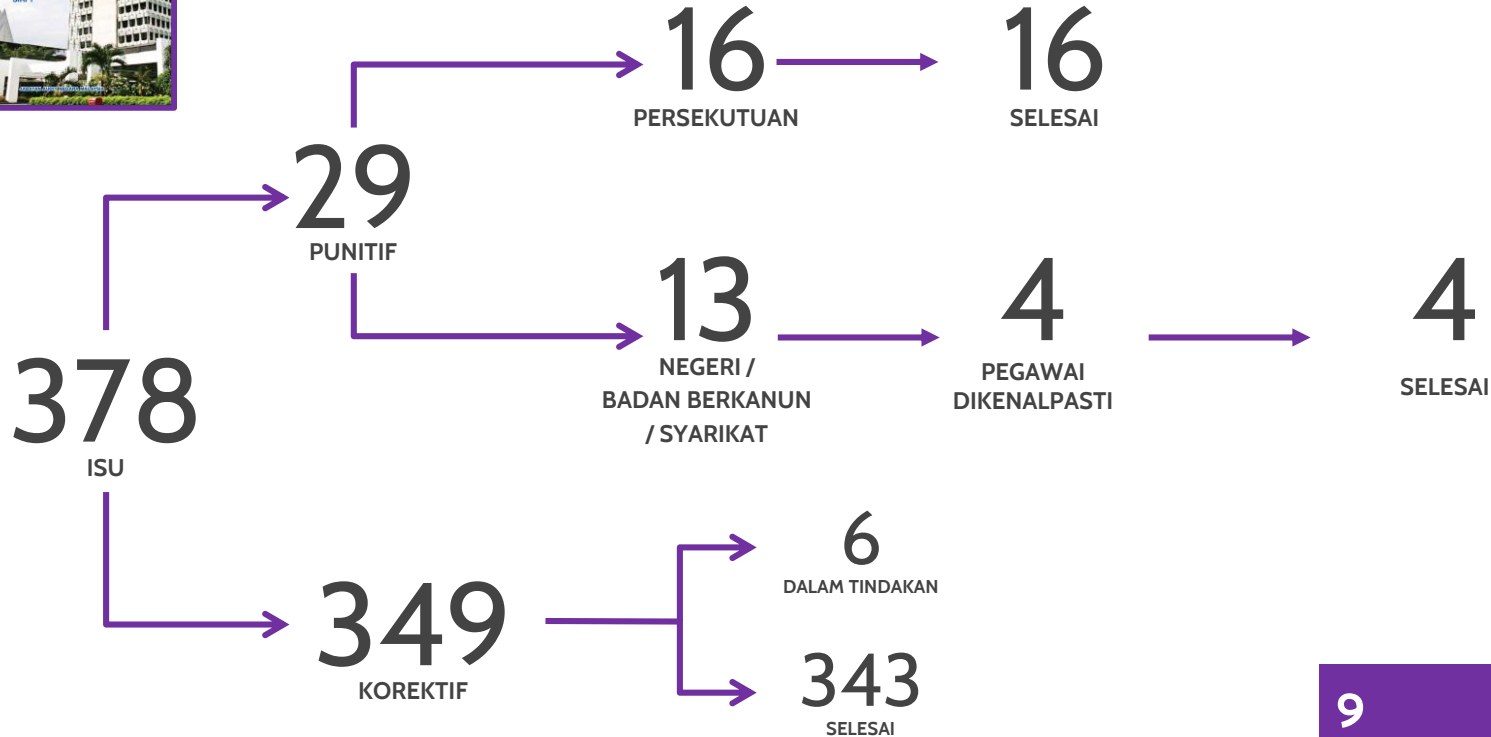 16
PERSEKUTUAN
16
SELESAI
29
PUNITIF
13
NEGERI /
BADAN BERKANUN
/ SYARIKAT
4
PEGAWAI
DIKENALPASTI
4
SELESAI
378
ISU
349
KOREKTIF
6
DALAM TINDAKAN
343
SELESAI
9